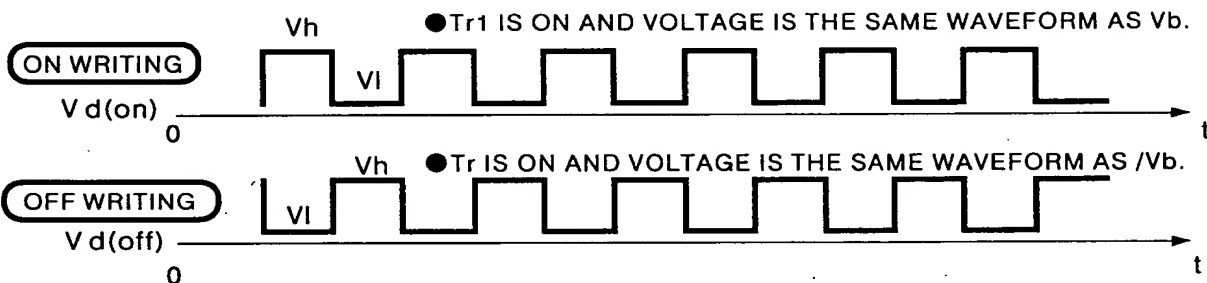 Vh ●Tr1 IS ON AND VOLTAGE IS THE SAME WAVEFORM AS Vb.
ON WRITING
Vl
V d(on)
0
t
Vh ●Tr IS ON AND VOLTAGE IS THE SAME WAVEFORM AS /Vb.
OFF WRITING
Vl
V d(off)
0
t